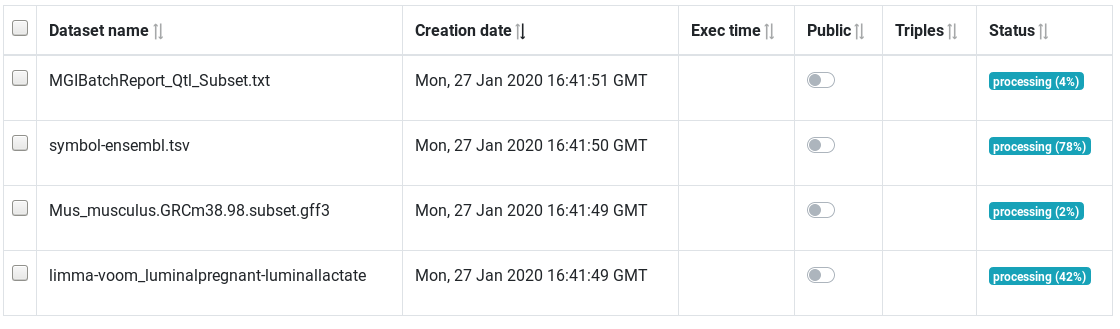 Dataset name Creation date Exec time Public Triples Status
MGIBatchReport_Qtl_Subset.txt Mon, 27 Jan 2020 16:41:51 GMT processing (4%)
symbol-ensembl.tsv Mon, 27 Jan 2020 16:41:50 GMT processing (78%)
Mus_musculus.GRCm38.98.subset.gff3 Mon, 27 Jan 2020 16:41:49 GMT processing (2%)
limma-voom_luminalpregnant-luminallactate Mon, 27 Jan 2020 16:41:49 GMT processing (42%)